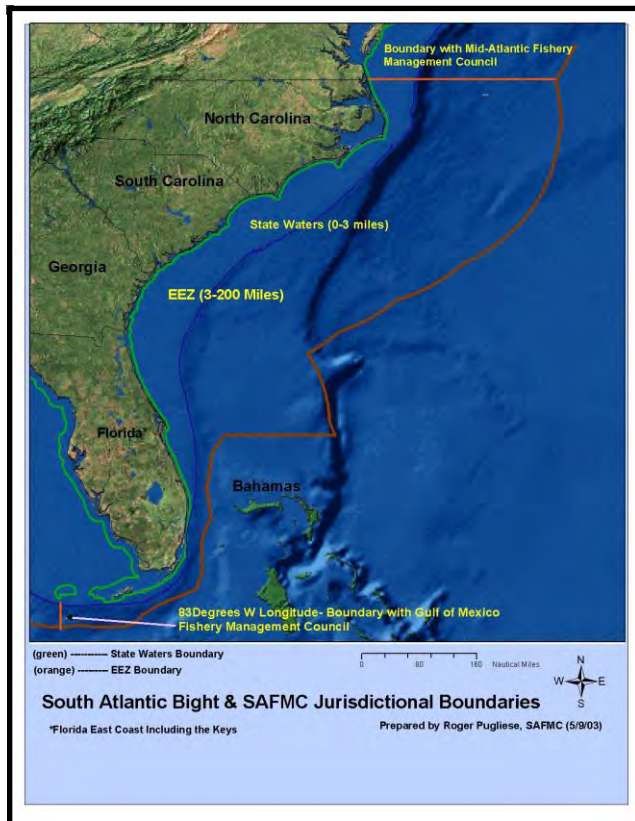 Boundary with Mid-Atlantic Fishery
Management Council
North Carolina
South Carolina
State Waters (0-3 miles)
Georgia
EEZ (3-200 Miles)
Florida*
Bahamas
83Degrees W Longitude- Boundary with Gulf of Mexico
Fishery Management Council
(green) ----------- State Waters Boundary
(orange) --------- EEZ Boundary
0 80 160 Nautical Miles
N
W E
S
South Atlantic Bight & SAFMC Jurisdictional Boundaries
*Florida East Coast Including the Keys
Prepared by Roger Pugliese, SAFMC (5/9/03)